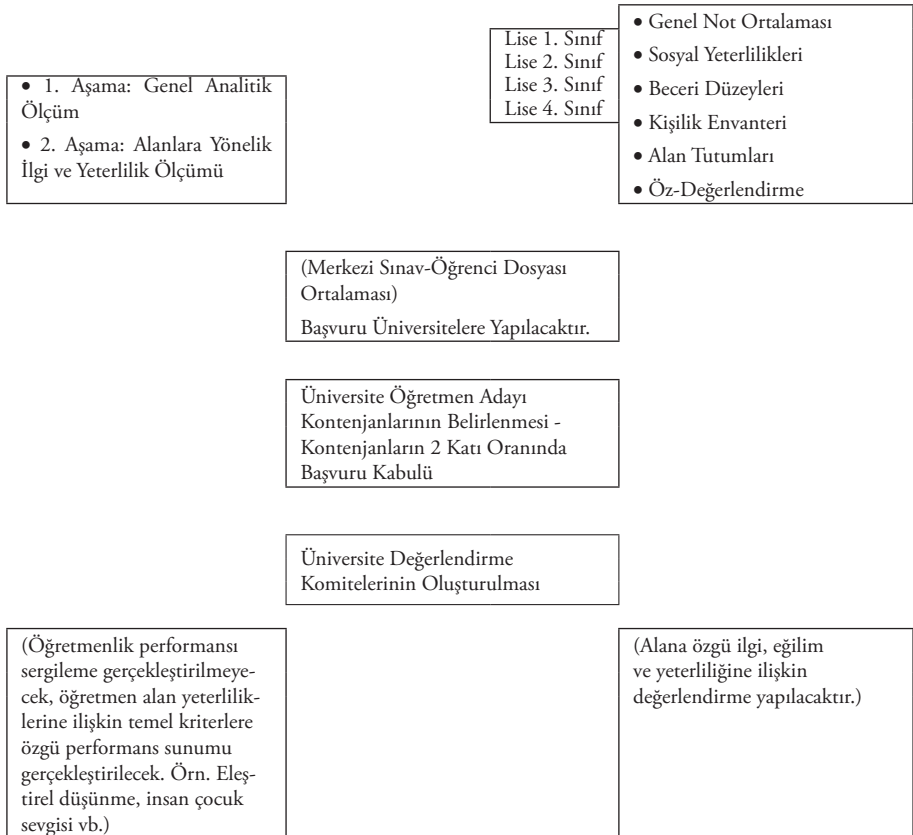 • 1. Aşama: Genel Analitik
Ölçüm
• 2. Aşama: Alanlara Yönelik
İlgi ve Yeterlilik Ölçümü
Lise 1. Sınıf
Lise 2. Sınıf
Lise 3. Sınıf
Lise 4. Sınıf
• Genel Not Ortalaması
• Sosyal Yeterlilikleri
• Beceri Düzeyleri
• Kişilik Envanteri
• Alan Tutumları
• Öz-Değerlendirme
(Merkezi Sınav-Öğrenci Dosyası
Ortalaması)
Başvuru Üniversitelere Yapılacaktır.
Üniversite Öğretmen Adayı
Kontenjanlarının Belirlenmesi -
Kontenjanların 2 Katı Oranında
Başvuru Kabulü
Üniversite Değerlendirme
Komitelerinin Oluşturulması
(Öğretmenlik performansı
sergileme gerçekleştirilmeye-
cek, öğretmen alan yeterlilik-
lerine ilişkin temel kriterlere
özgü performans sunumu
gerçekleştirilecek. Örn. Eleş-
tirel düşünme, insan çocuk
sevgisi vb.)
(Alana özgü ilgi, eğilim
ve yeterliliğine ilişkin
değerlendirme yapılacaktır.)